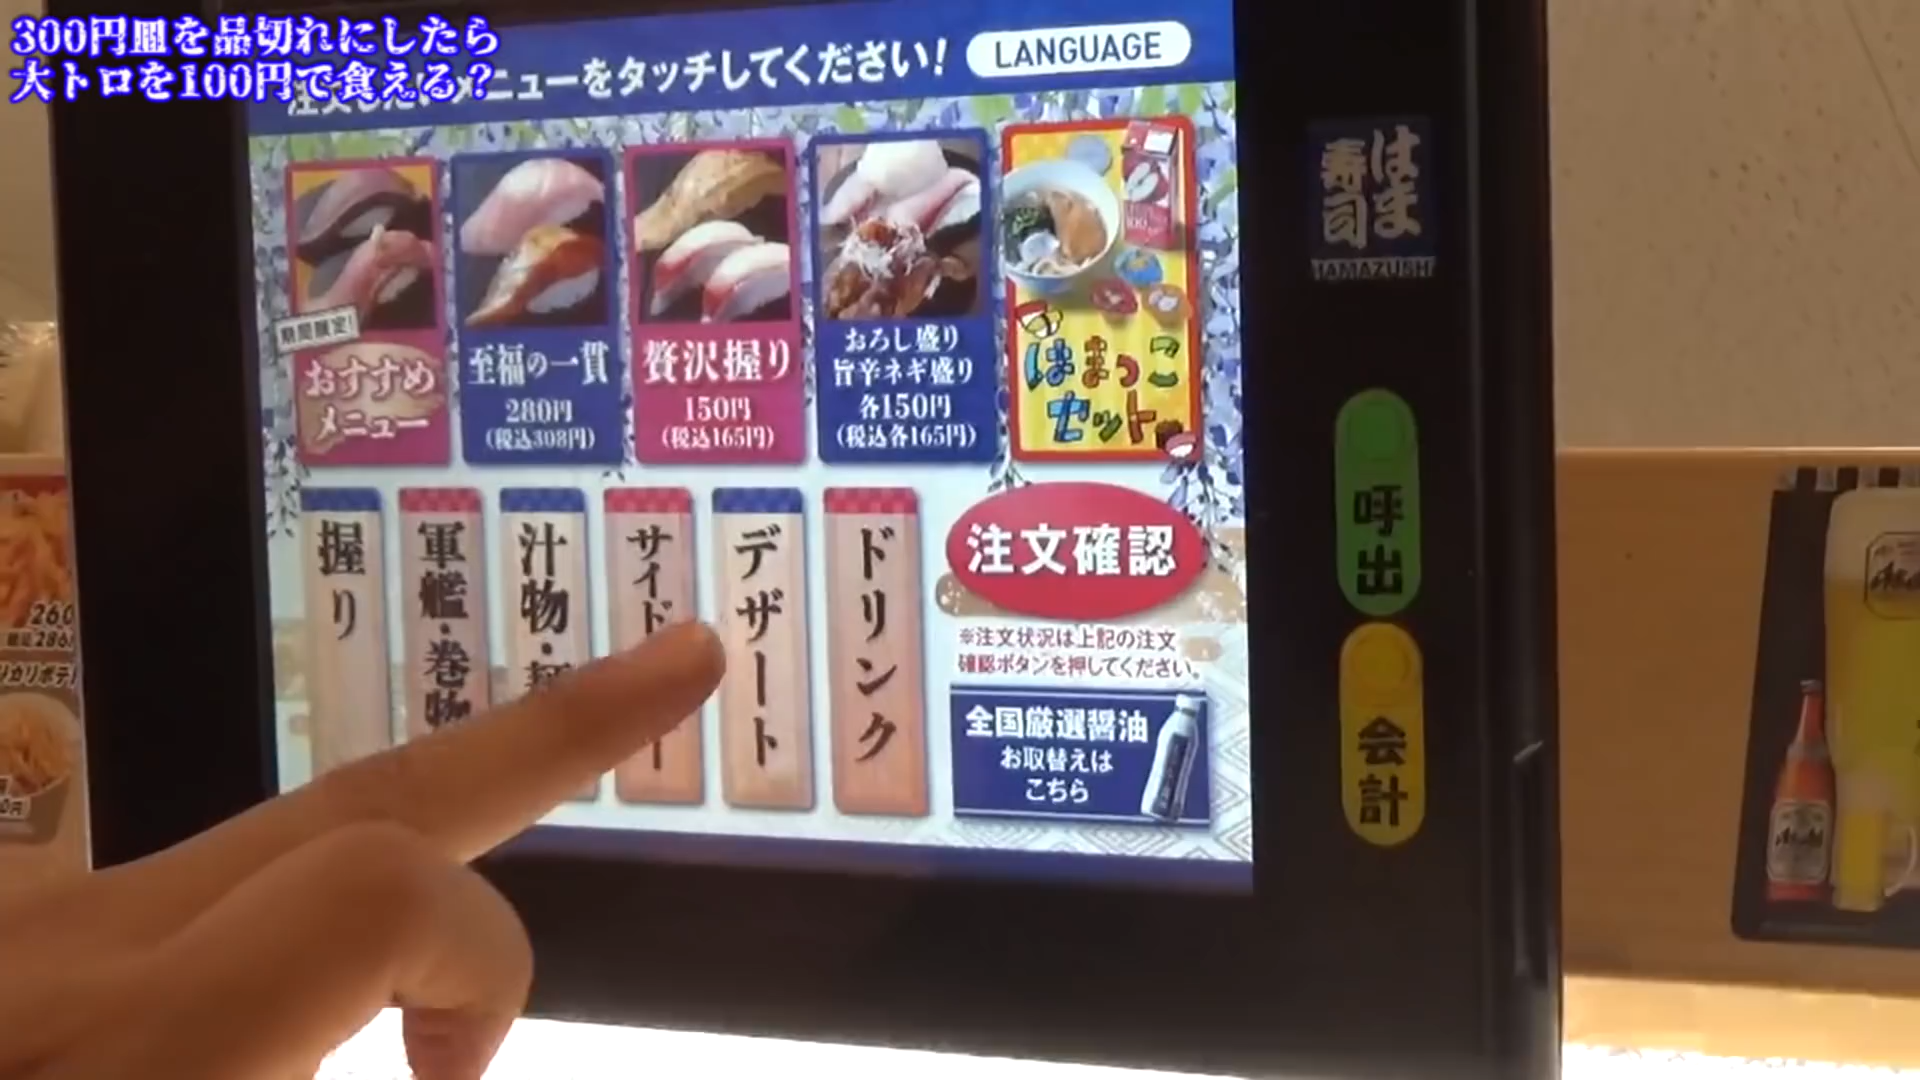 300円皿を品切れにしたら
大トロを100円で食える？
メニューをタッチしてください！
LANGUAGE
期間限定!
おすすめ
メニュー
至福の一貫
280円
(税込308円)
贅沢握り
150円
(税込165円)
おろし盛り
旨辛ネギ盛り
各150円
(税込各165円)
はまっこ
セット
握り
軍艦・巻物
汁物・
サイド
デザート
ドリンク
注文確認
※注文状況は上記の注文
確認ボタンを押してください。
全国厳選醤油
お取替えは
こちら
はま
寿司
HAMAZUSHI
呼出
会計
260
286
Asahi
Asahi